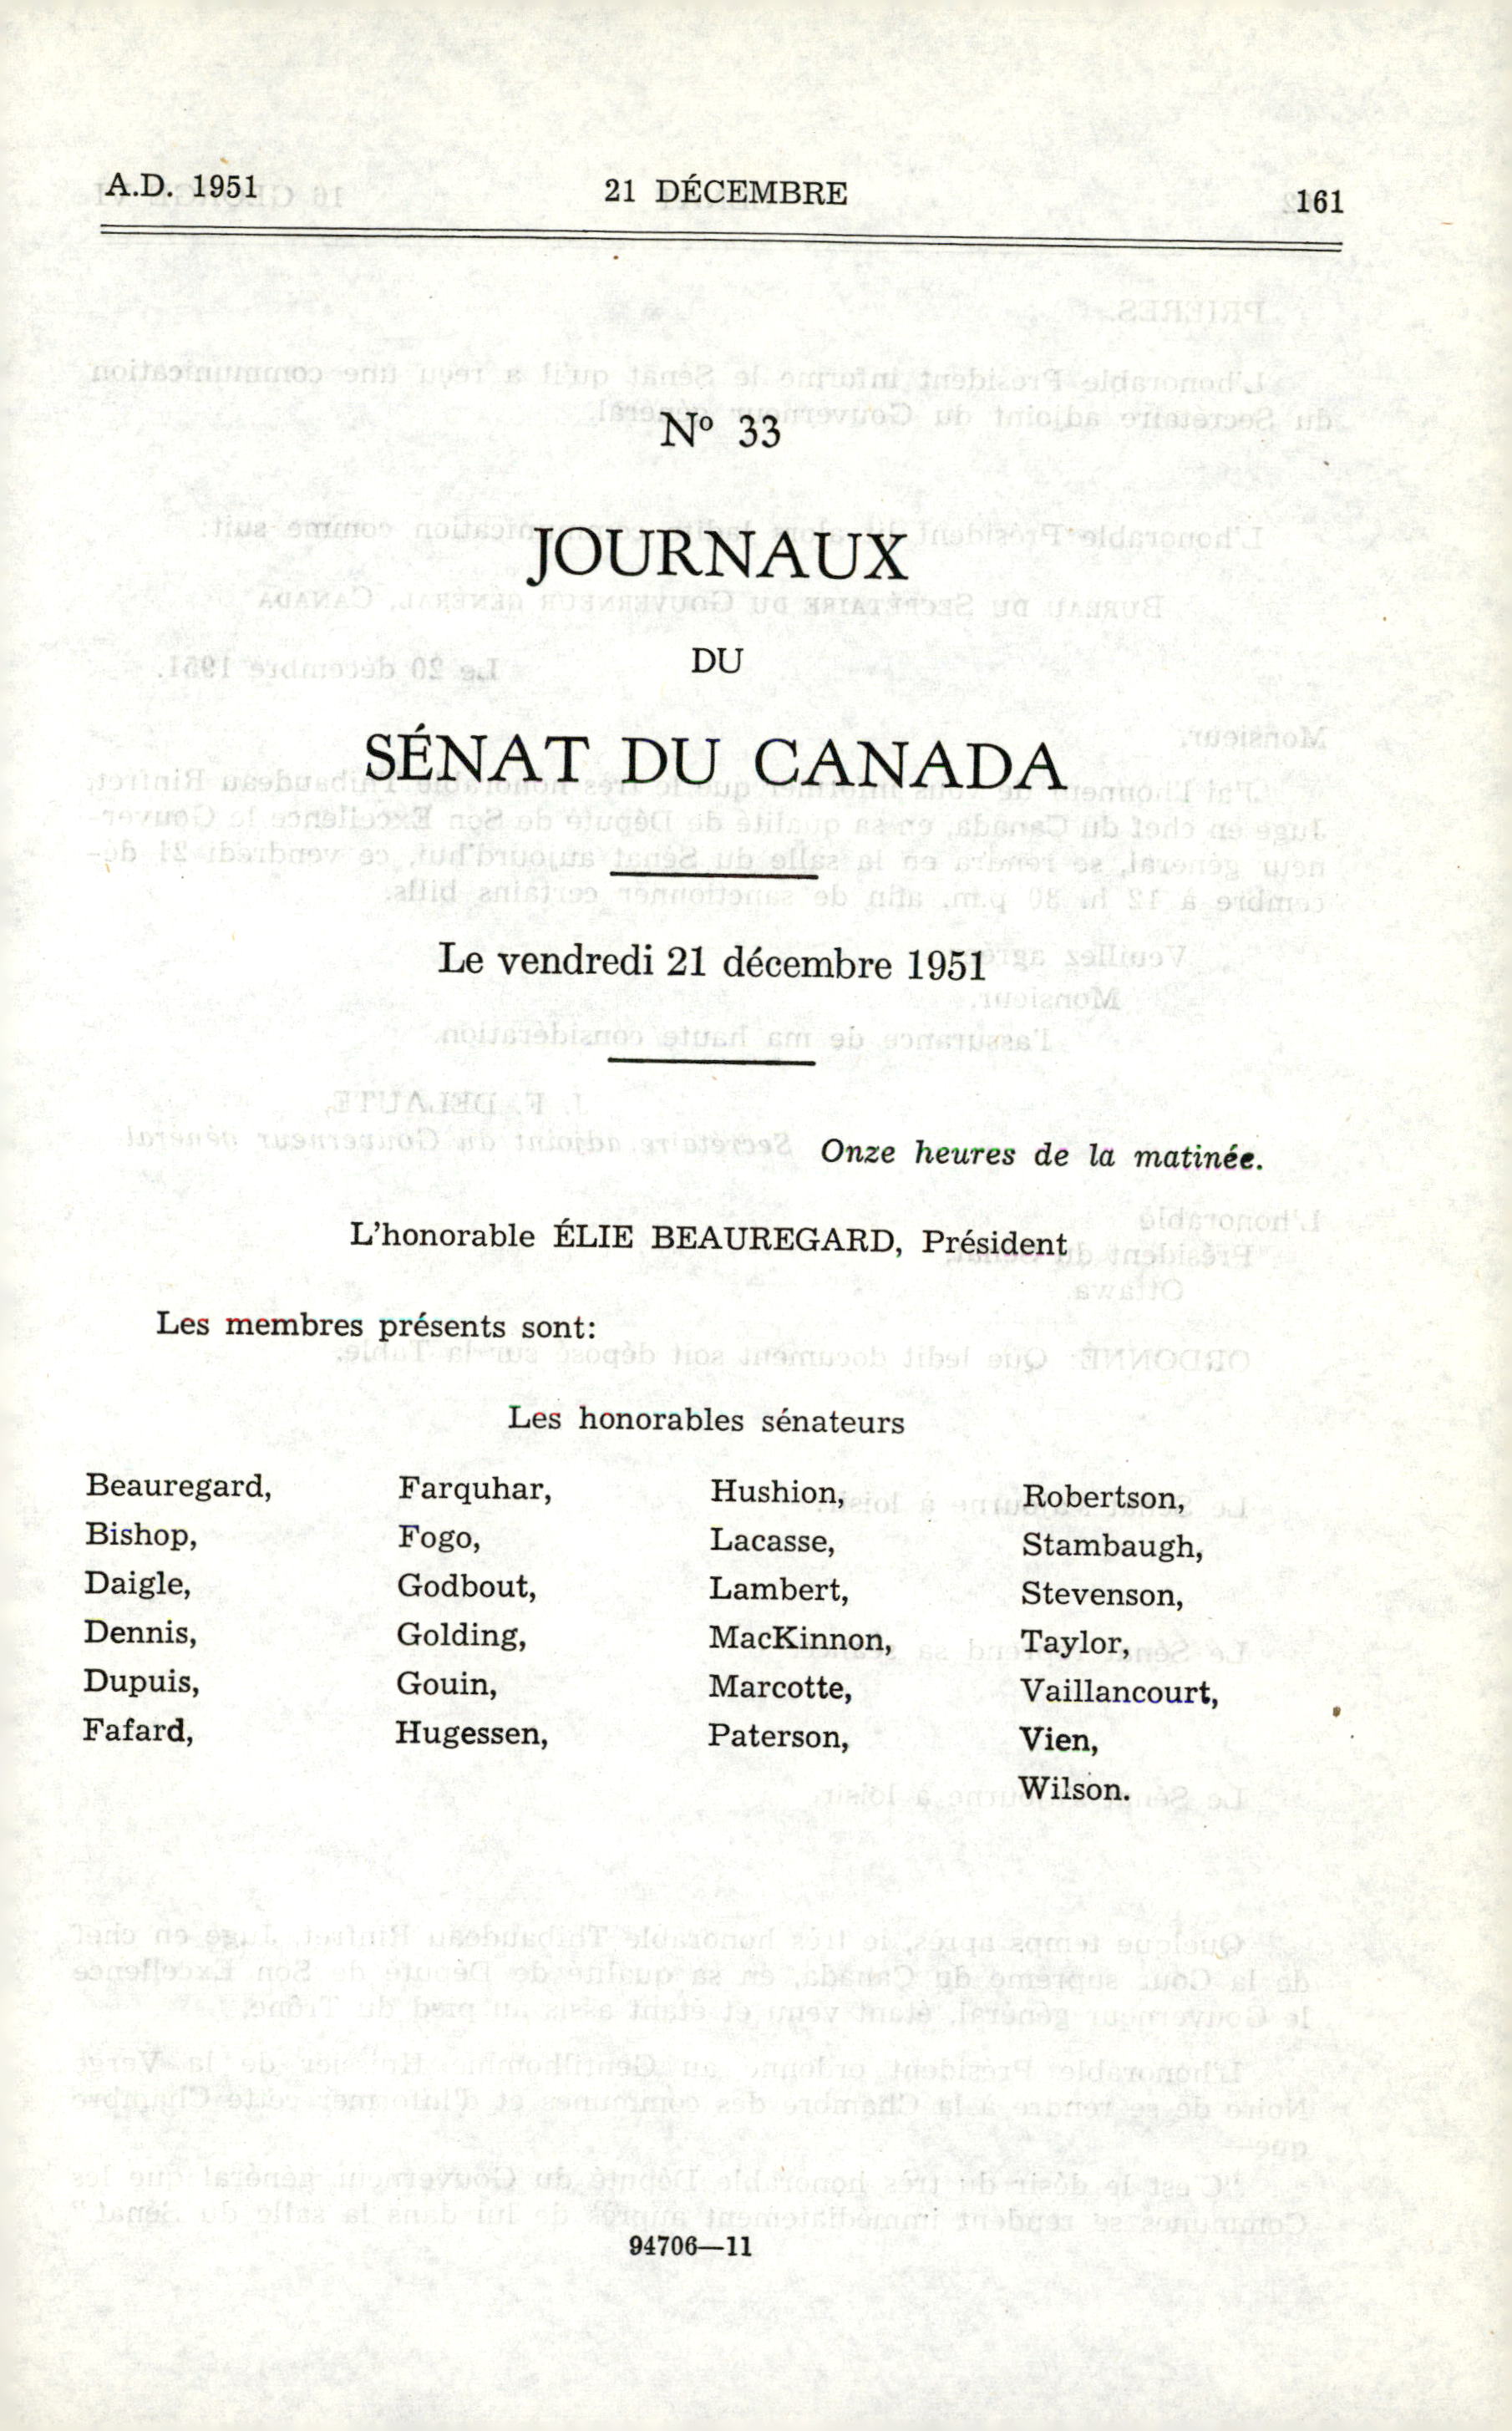 A.D. 1951 21 DÉCEMBRE 161
Nº 33
JOURNAUX
DU
SÉNAT DU CANADA
Le vendredi 21 décembre 1951
Onze heures de la matinée.
L'honorable ÉLIE BEAUREGARD, Président
Les membres présents sont:
Les honorables sénateurs
Beauregard,
Bishop,
Daigle,
Dennis,
Dupuis,
Fafard,
Farquhar,
Fogo,
Godbout,
Golding,
Gouin,
Hugessen,
Hushion,
Lacasse,
Lambert,
MacKinnon,
Marcotte,
Paterson,
Robertson,
Stambaugh,
Stevenson,
Taylor,
Vaillancourt,
Vien,
Wilson.
94706—11